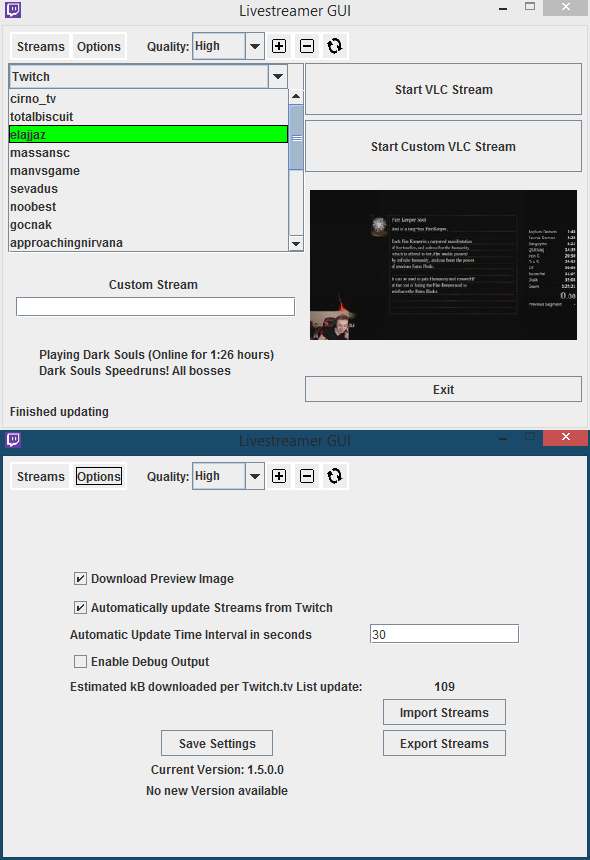 Livestreamer GUI
Streams Options Quality: High
Twitch
cirno_tv
totalbiscuit
elajjaz
massansc
manvsgame
sevadus
noobest
gocnak
approachingnirvana
Start VLC Stream
Start Custom VLC Stream
Fire Keeper Soul
Custom Stream
Playing Dark Souls (Online for 1:26 hours)
Dark Souls Speedruns! All bosses
Exit
Finished updating
Livestreamer GUI
Streams Options Quality: High
Download Preview Image
Automatically update Streams from Twitch
Automatic Update Time Interval in seconds 30
Enable Debug Output
Estimated kB downloaded per Twitch.tv List update: 109
Import Streams
Save Settings Export Streams
Current Version: 1.5.0.0
No new Version available